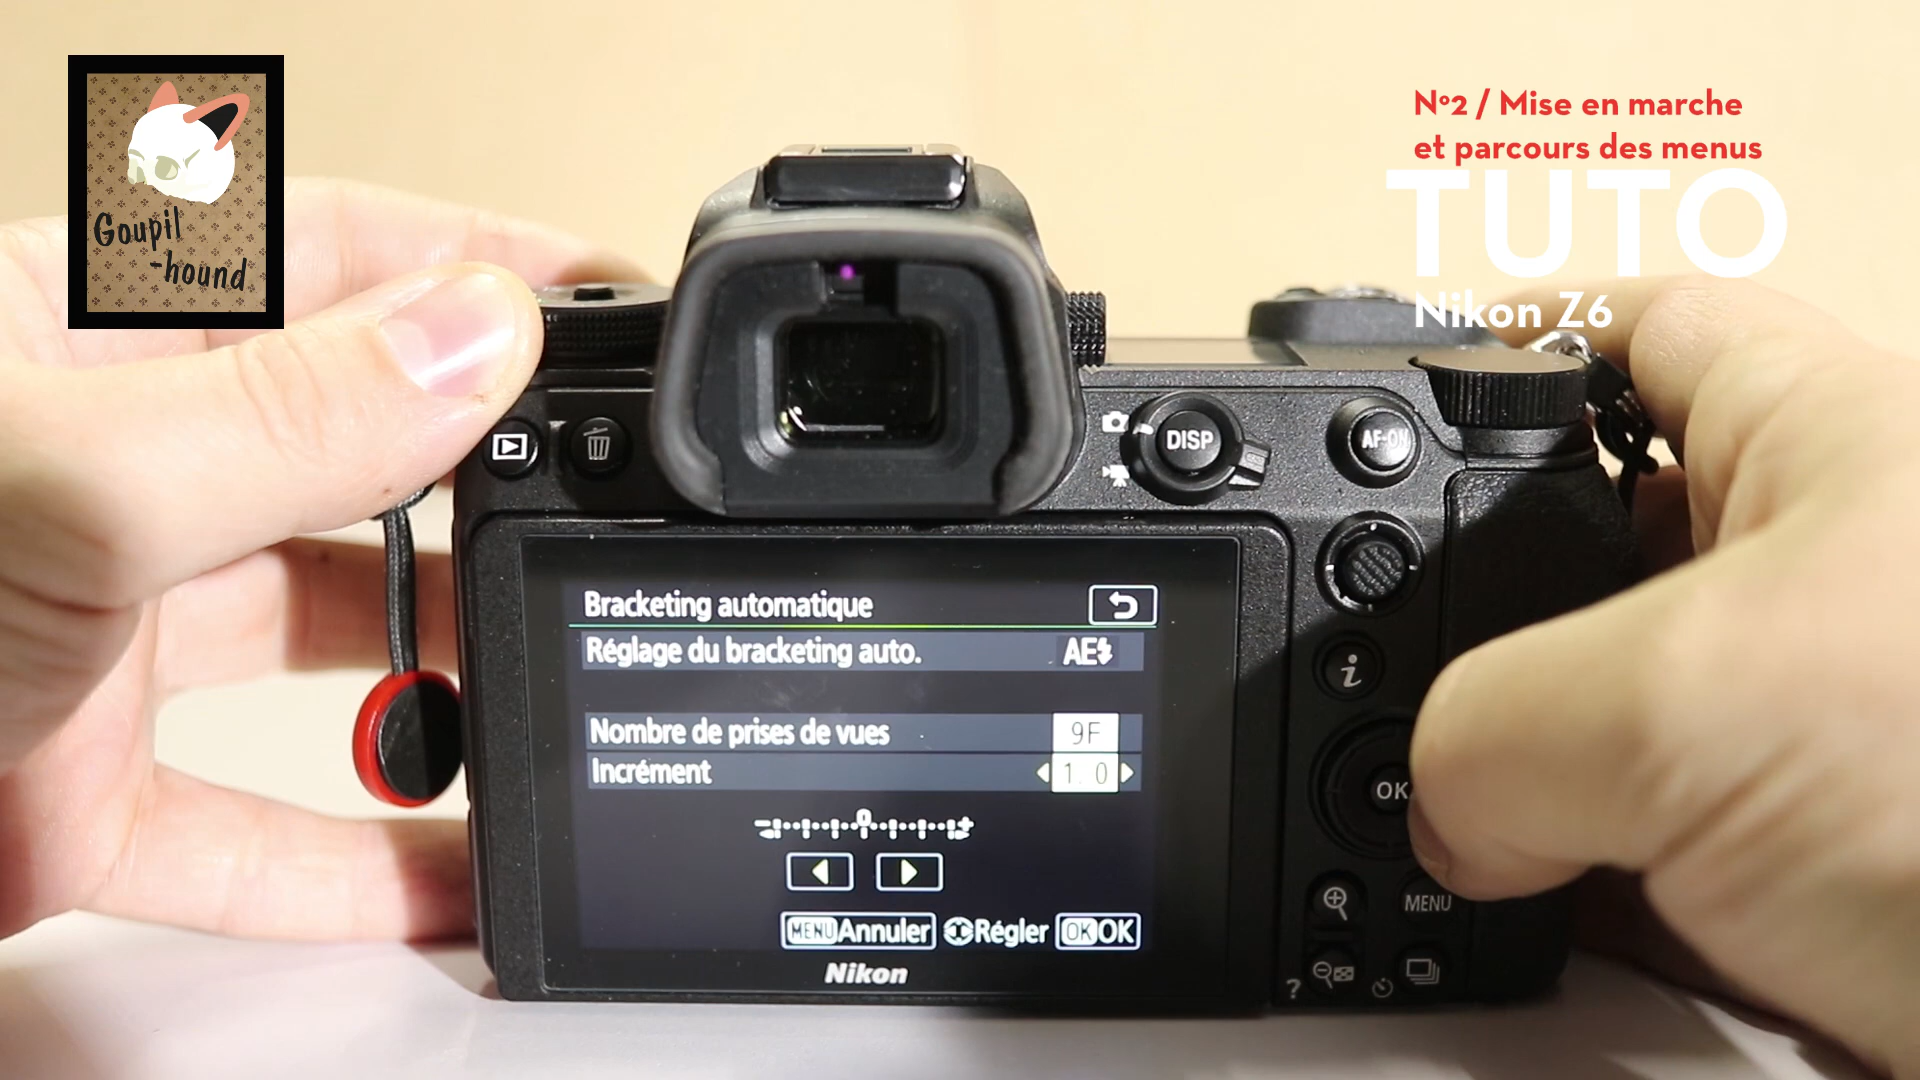 Goupil
-hound
N°2 / Mise en marche
et parcours des menus
TUTO
Nikon Z6
DISP
AF-ON
Bracketing automatique
Réglage du bracketing auto. AE
Nombre de prises de vues 9F
Incrément 1.0
- 0 +
MENU Annuler Régler OK OK
Nikon
i
OK
MENU
?